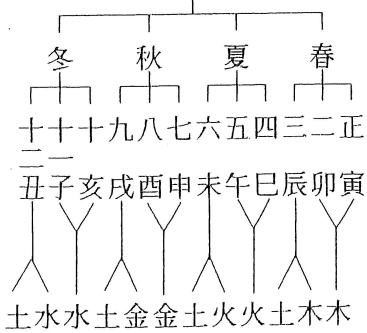 春夏秋冬
正二三四五六七八九十十一十二
寅卯辰巳午未申酉戌亥子丑
木木土火火土金金土水水土